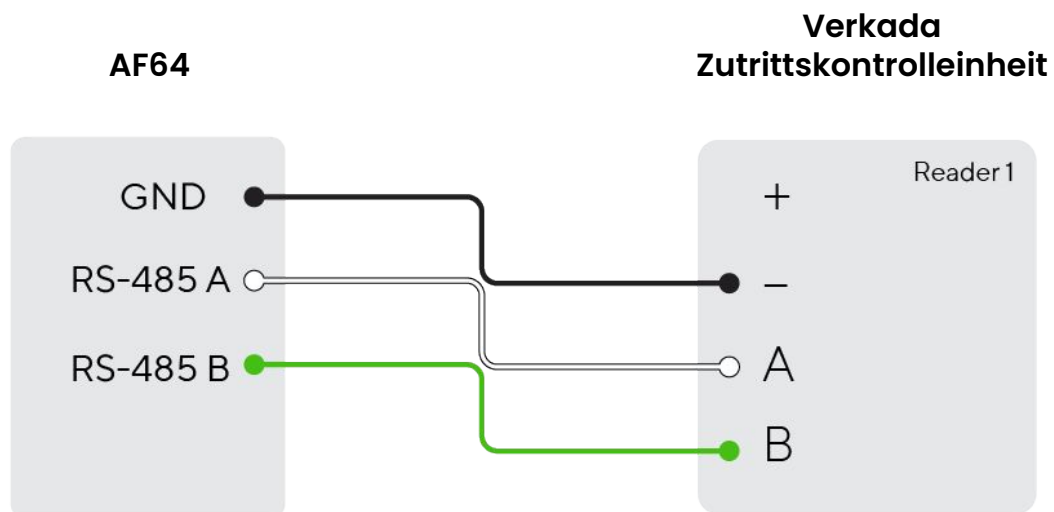 AF64
Verkada
Zutrittskontrolleinheit
GND
RS-485 A
RS-485 B
Reader 1
+
–
A
B